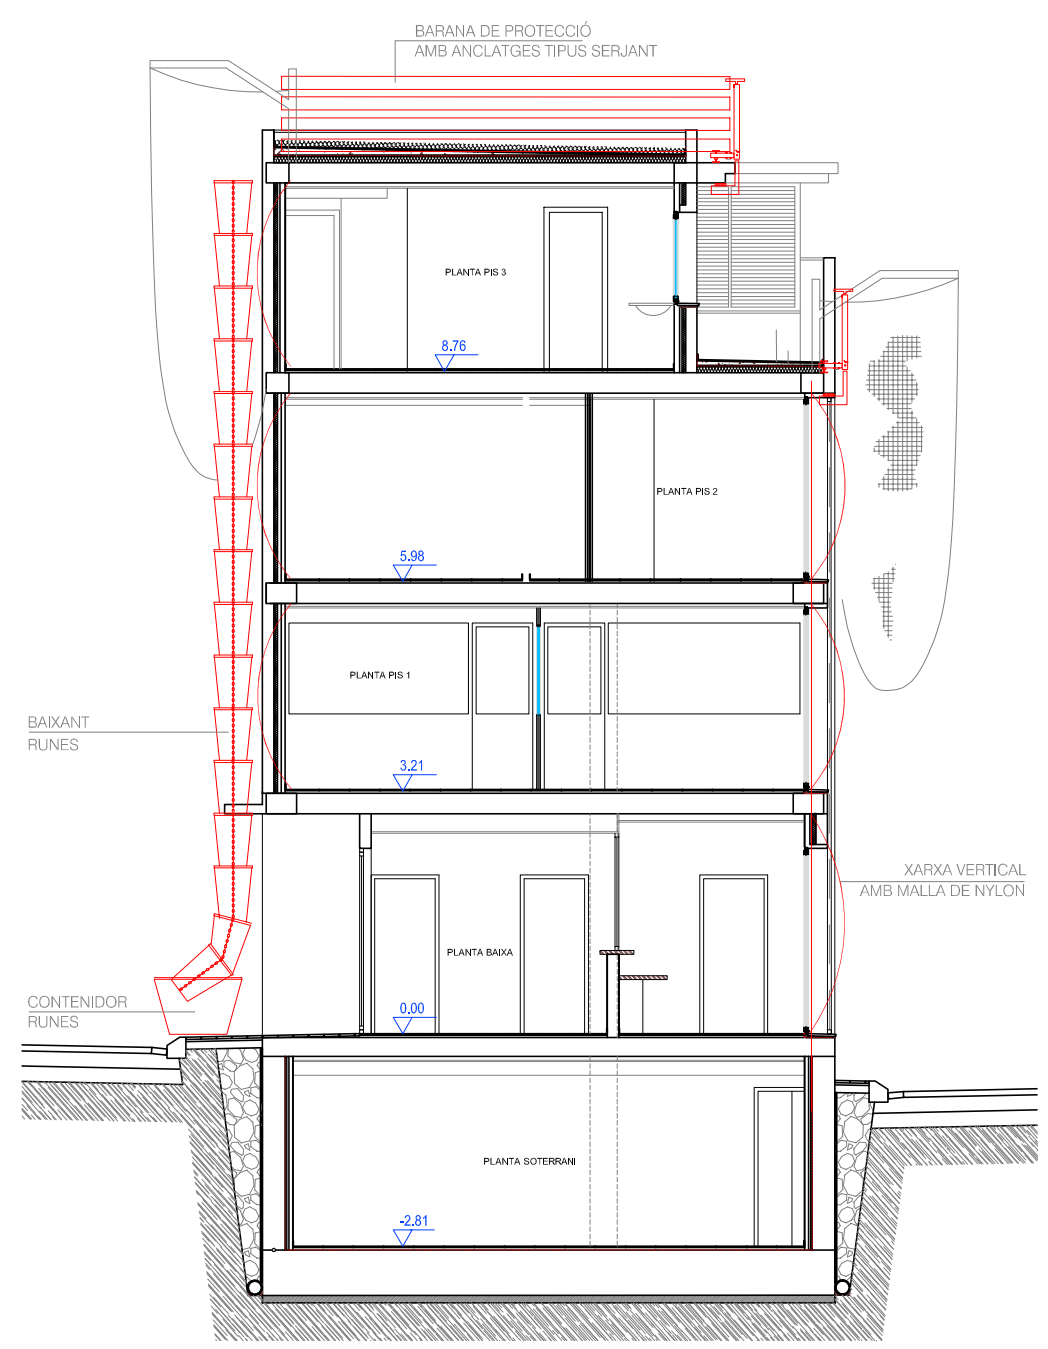 BARANA DE PROTECCIÓ
AMB ANCLATGES TIPUS SERJANT
PLANTA PIS 3
8.76
PLANTA PIS 2
5.98
PLANTA PIS 1
BAIXANT
RUNES
3.21
XARXA VERTICAL
AMB MALLA DE NYLON
PLANTA BAIXA
CONTENIDOR
RUNES
0.00
PLANTA SOTERRANI
-2.81